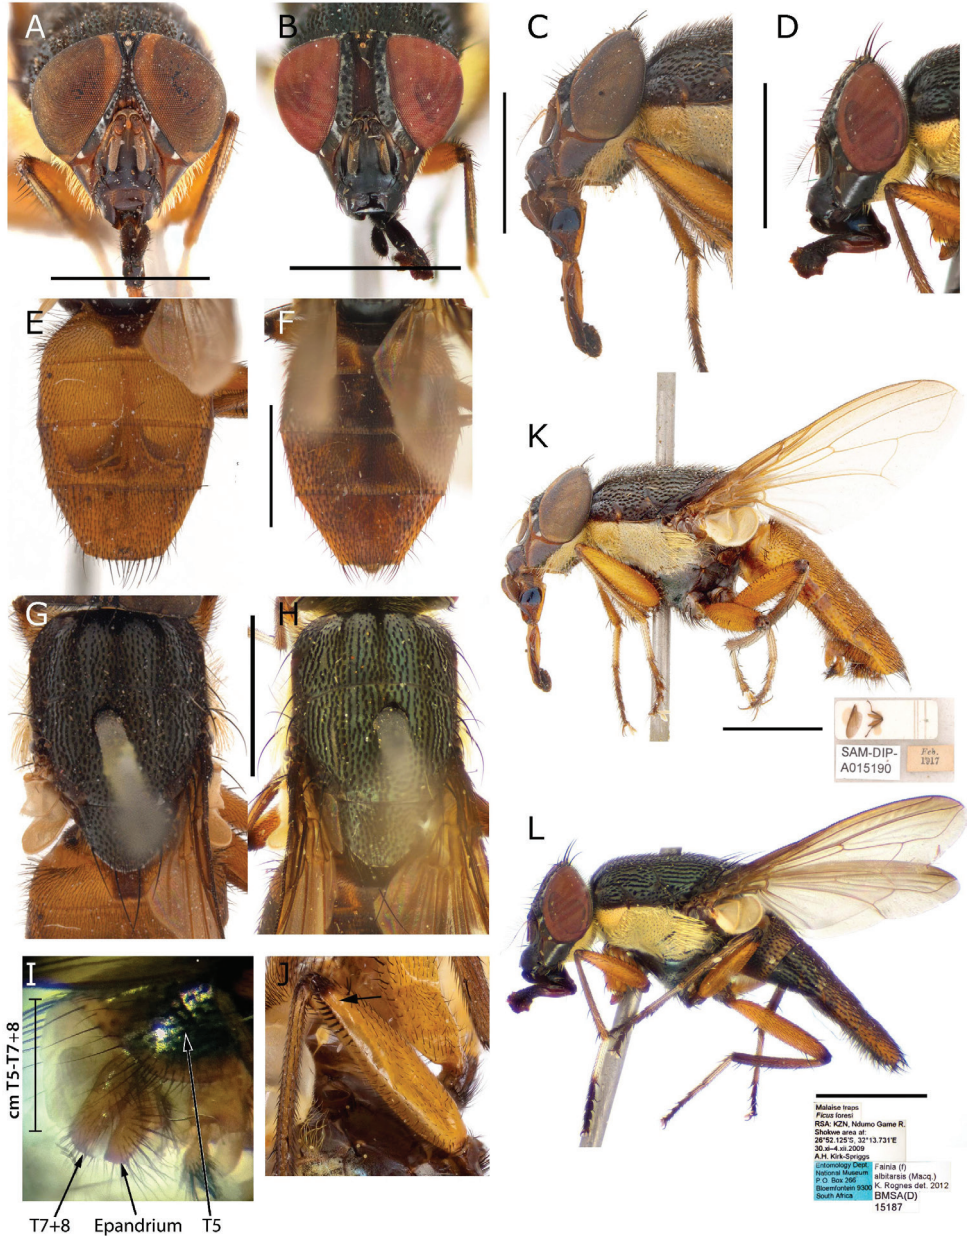 A
B
C
D
E
F
K
G
H
SAM-DIP-
A015190
Feb.
1917
L
I
J
cm T5-T7+8
T7+8
Epandrium
T5
Malaise traps
Ficus foresi
RSA: KZN, Ndumo Game R.
Shokwe area at:
26°52.125'S, 32°13.731'E
30.xi–4.xii.2009
A.H. Kirk-Spriggs
Entomology Dept.
National Museum
P.O. Box 266
Bloemfontein 9300
South Africa
Fainia (f)
albitarsis (Macq.)
K. Rognes det. 2012
BMSA(D)
15187